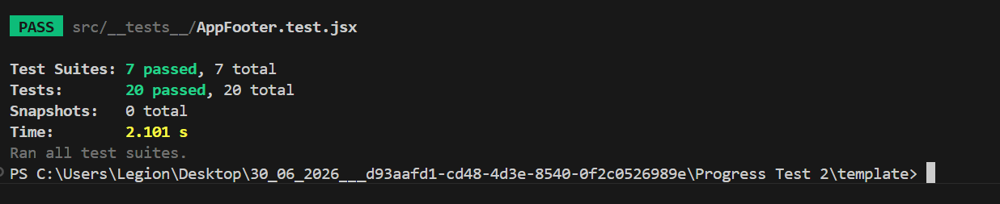 PASS src/__tests__/AppFooter.test.jsx
Test Suites: 7 passed, 7 total
Tests: 20 passed, 20 total
Snapshots: 0 total
Time: 2.101 s
Ran all test suites.
PS C:\Users\Legion\Desktop\30_06_2026___d93aafd1-cd48-4d3e-8540-0f2c0526989e\Progress Test 2\template>